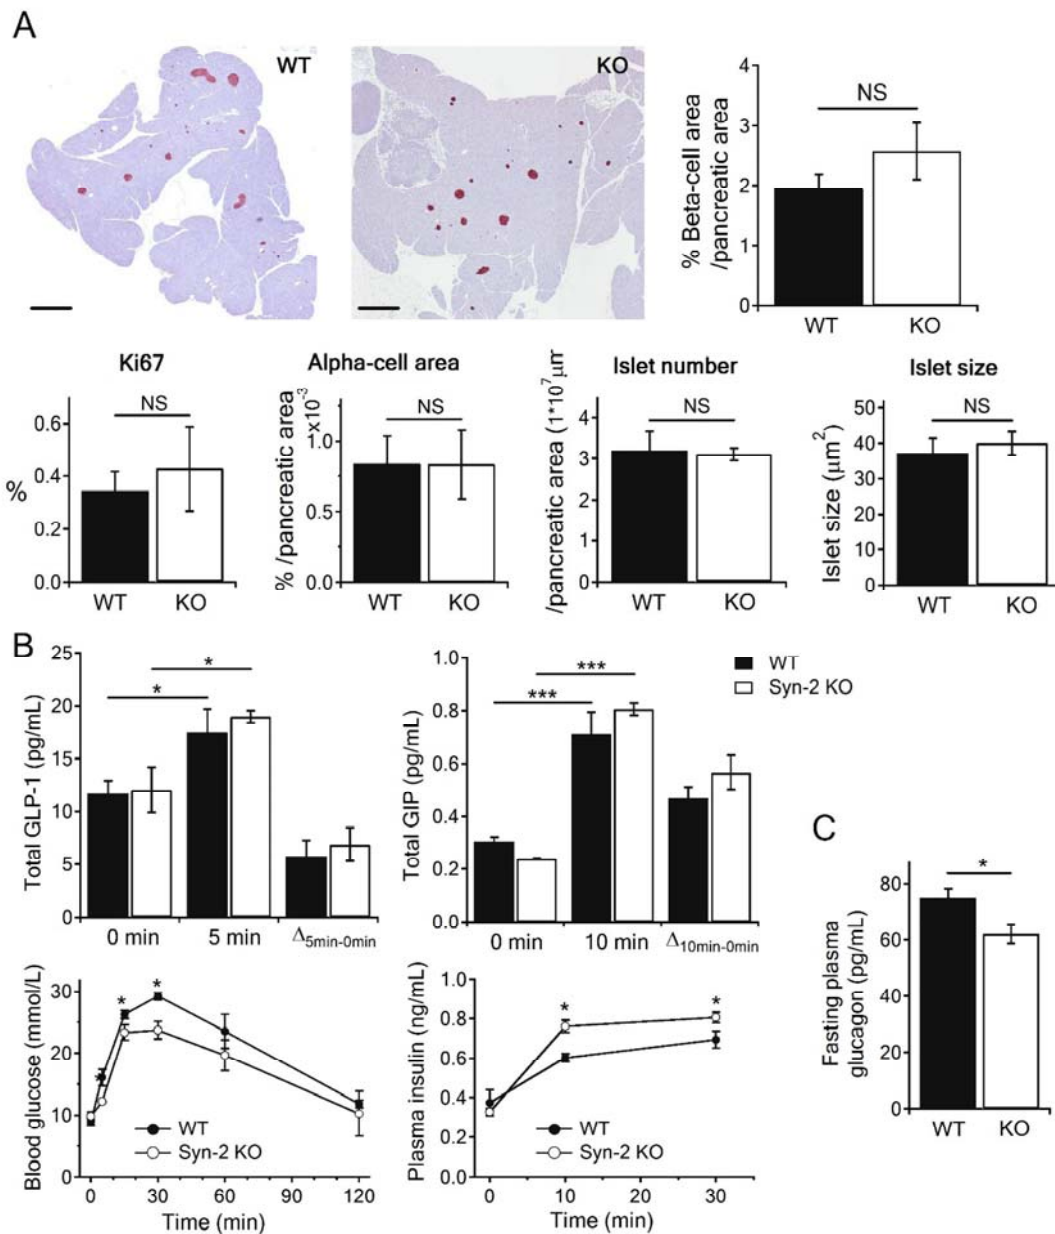 A
WT
KO
% Beta-cell area
/pancreatic area
4
3
2
1
0
NS
WT
KO
Ki67
%
0.6
0.4
0.2
0.0
NS
WT
KO
Alpha-cell area
% /pancreatic area
1x10⁻³
1.0
0.5
0.0
NS
WT
KO
Islet number
/pancreatic area (1*10⁷μm
4
3
2
1
0
NS
WT
KO
Islet size
Islet size (μm²)
50
40
30
20
10
0
NS
WT
KO
B
Total GLP-1 (pg/mL)
25
20
15
10
5
0
*
*
0 min
5 min
Δ5min-0min
Total GIP (pg/mL)
1.0
0.8
0.6
0.4
0.2
0.0
***
***
0 min
10 min
Δ10min-0min
WT
Syn-2 KO
Blood glucose (mmol/L)
30
20
10
0
*
*
*
WT
Syn-2 KO
0
30
60
90
120
Time (min)
Plasma insulin (ng/mL)
1.0
0.8
0.6
0.4
0.2
0.0
*
*
WT
Syn-2 KO
0
10
20
30
Time (min)
C
Fasting plasma
glucagon (pg/mL)
80
60
40
20
0
*
WT
KO